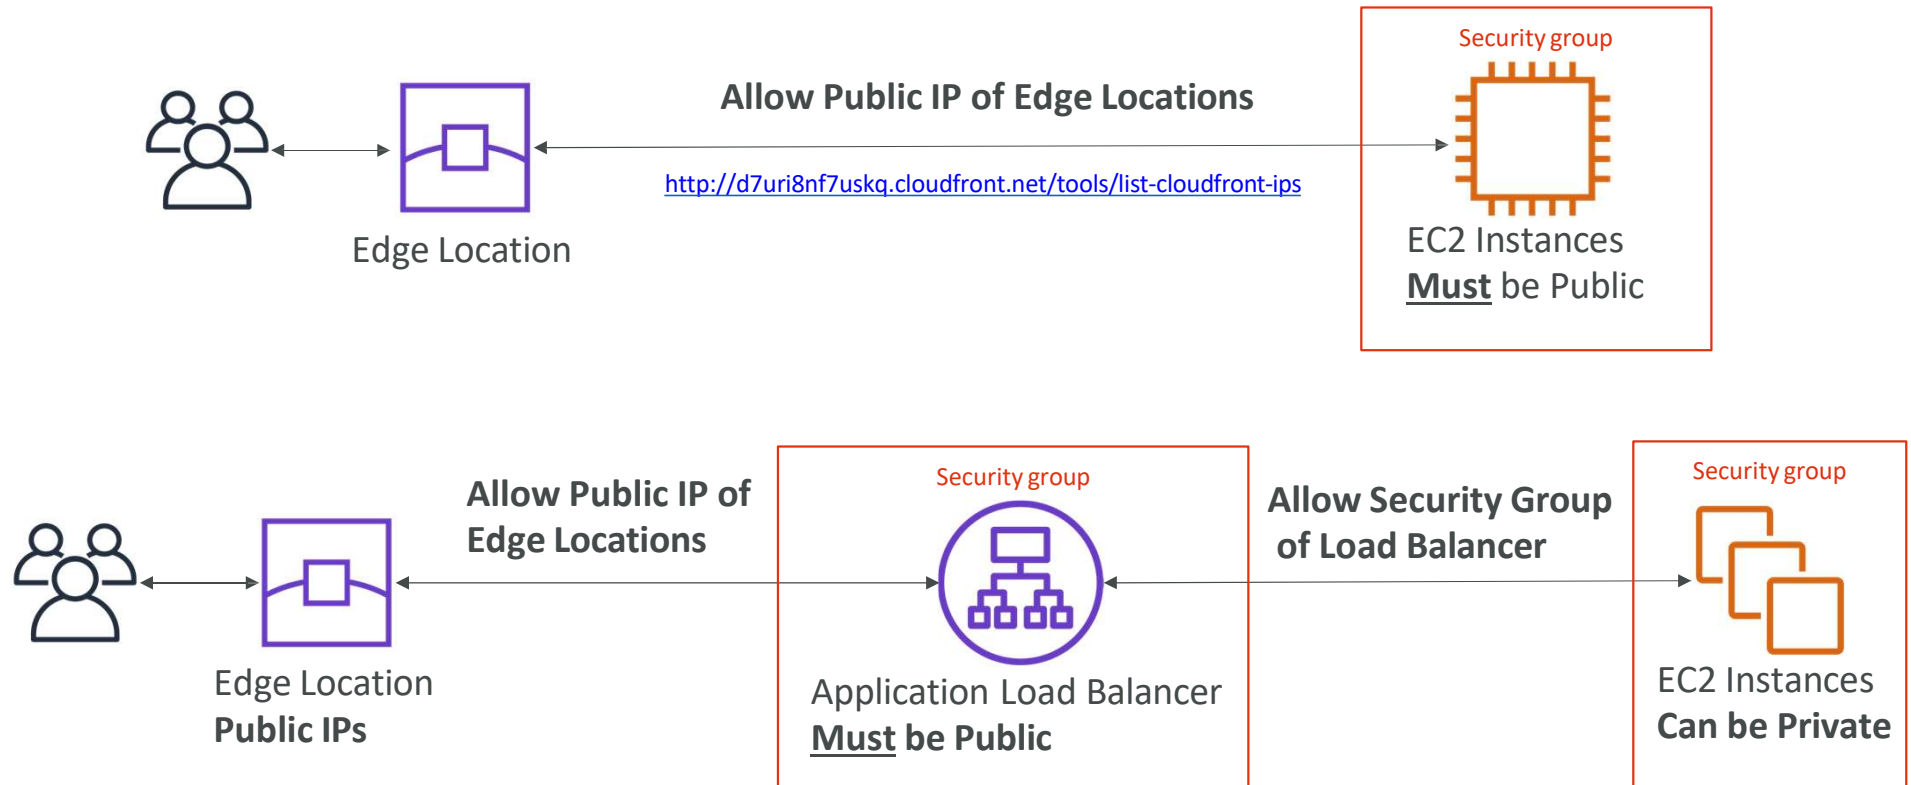 Security group
Allow Public IP of Edge Locations
http://d7uri8nf7uskq.cloudfront.net/tools/list-cloudfront-ips
Edge Location
EC2 Instances
Must be Public
Security group
Security group
Allow Public IP of
Edge Locations
Allow Security Group
of Load Balancer
Edge Location
Public IPs
Application Load Balancer
Must be Public
EC2 Instances
Can be Private